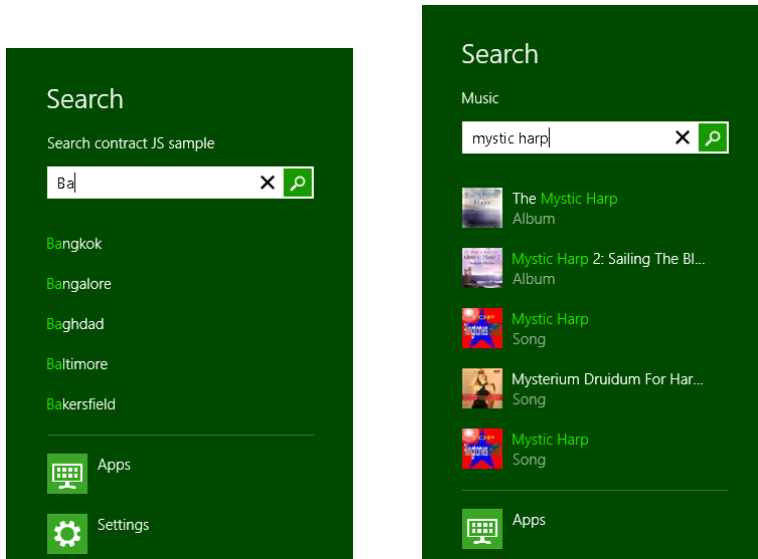 Search
Search contract JS sample
Ba
Bangkok
Bangalore
Baghdad
Baltimore
Bakersfield
Apps
Settings
Search
Music
mystic harp
The Mystic Harp
Album
Mystic Harp 2: Sailing The Bl...
Album
Mystic Harp
Song
Mysterium Druidum For Har...
Song
Mystic Harp
Song
Apps